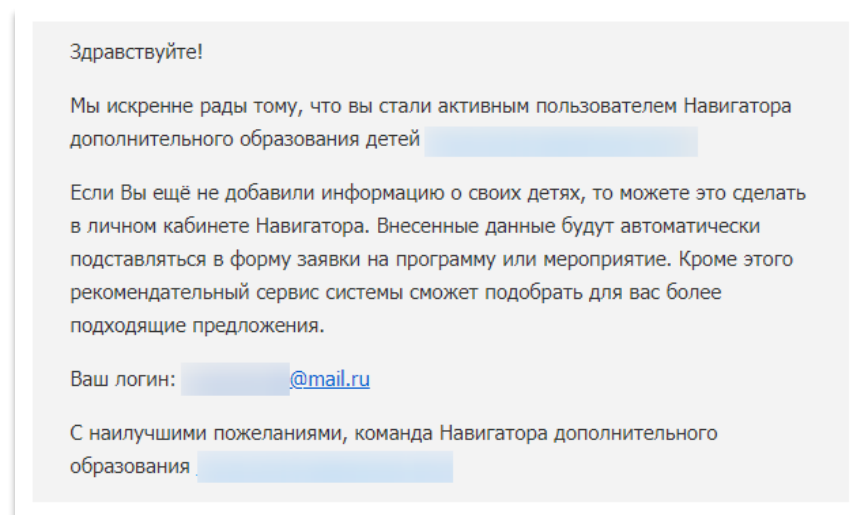 Здравствуйте!
Мы искренне рады тому, что вы стали активным пользователем Навигатора
дополнительного образования детей
Если Вы ещё не добавили информацию о своих детях, то можете это сделать
в личном кабинете Навигатора. Внесенные данные будут автоматически
подставляться в форму заявки на программу или мероприятие. Кроме этого
рекомендательный сервис системы сможет подобрать для вас более
подходящие предложения.
Ваш логин: @mail.ru
С наилучшими пожеланиями, команда Навигатора дополнительного
образования